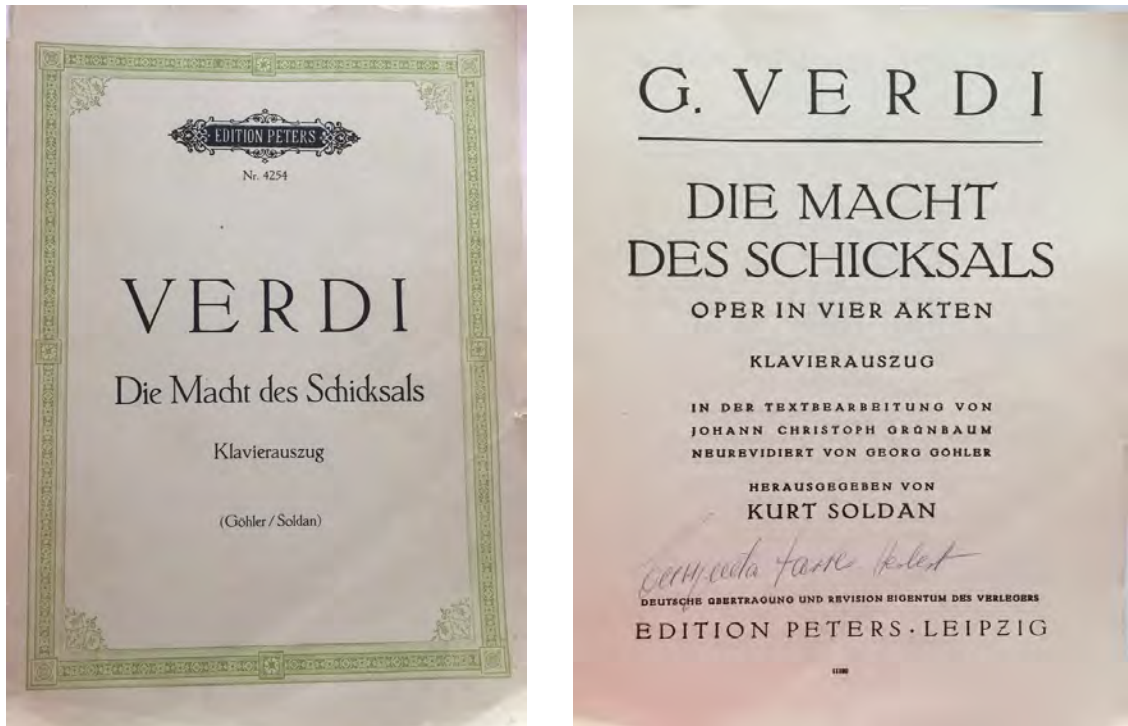 EDITION PETERS
Nr. 4254
VERDI
Die Macht des Schicksals
Klavierauszug
(Göhler / Soldan)
G. VERDI
DIE MACHT
DES SCHICKSALS
OPER IN VIER AKTEN
KLAVIERAUSZUG
IN DER TEXTBEARBEITUNG VON
JOHANN CHRISTOPH GRÜNBAUM
NEUREVIDIERT VON GEORG GÖHLER
HERAUSGEGEBEN VON
KURT SOLDAN
DEUTSCHE ÜBERTRAGUNG UND REVISION EIGENTUM DES VERLEGERS
EDITION PETERS · LEIPZIG